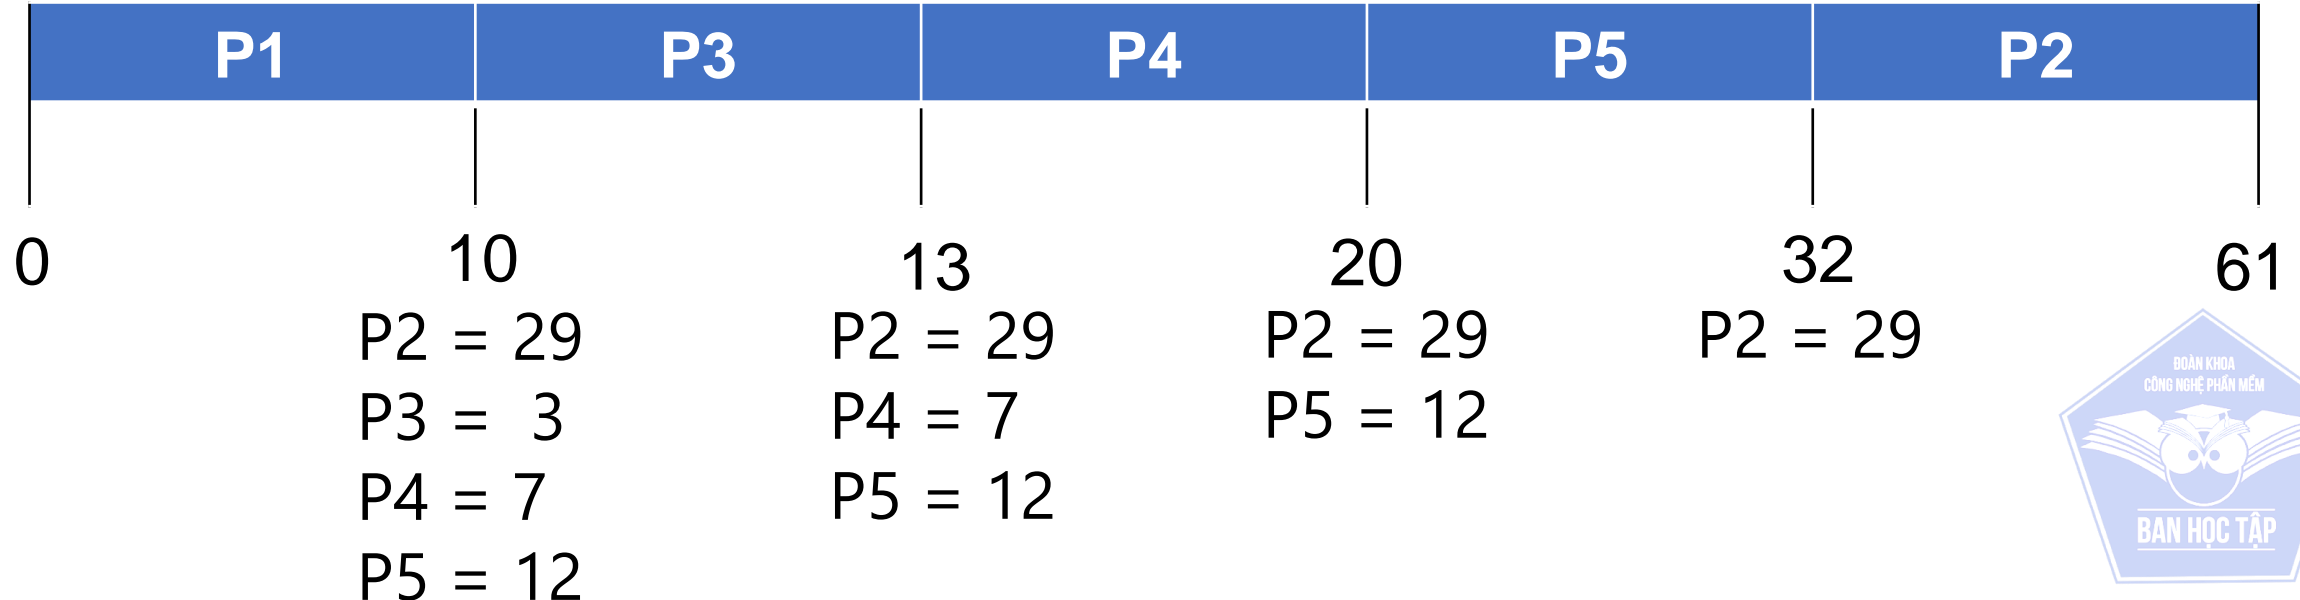 P1 P3 P4 P5 P2
0 10 13 20 32 61
P2 = 29 P2 = 29 P2 = 29 P2 = 29
P3 = 3 P4 = 7 P5 = 12
P4 = 7 P5 = 12
P5 = 12
ĐOÀN KHOA
CÔNG NGHỆ PHẦN MỀM
BAN HỌC TẬP